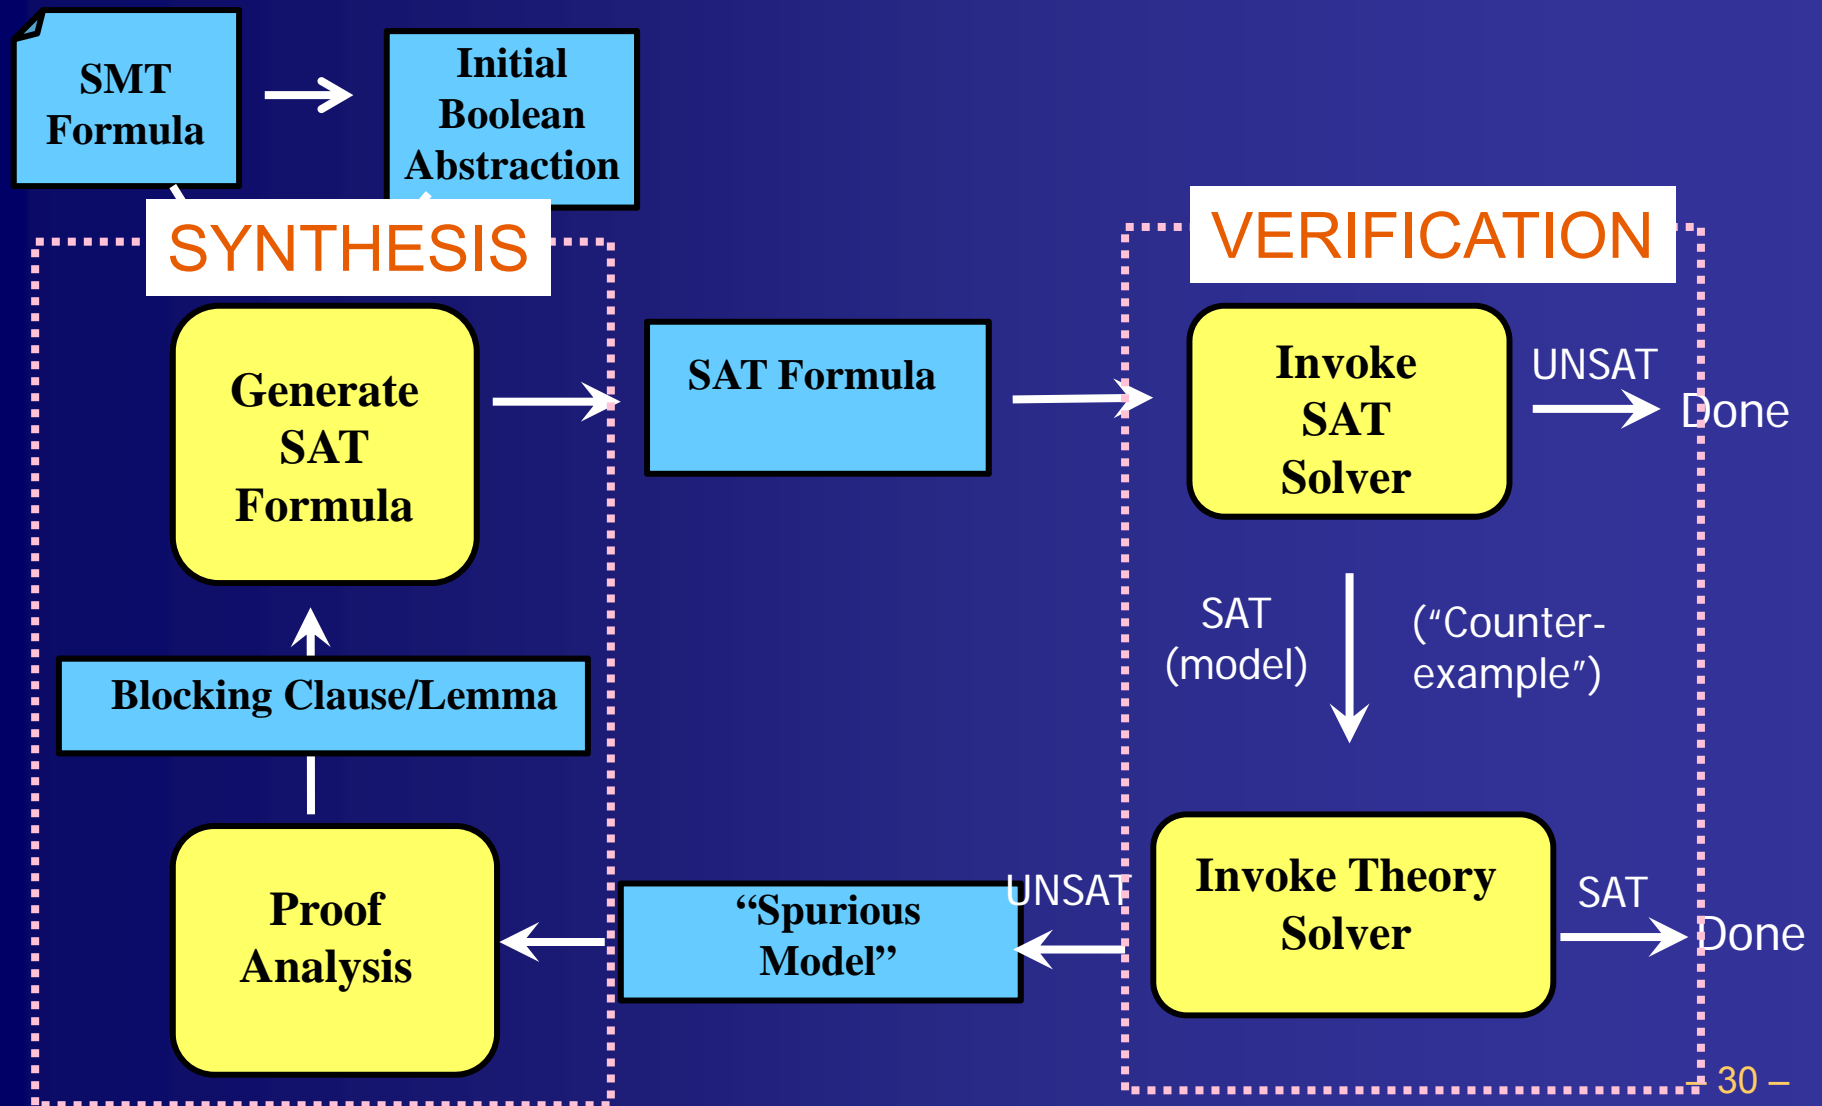 SMT
Formula
Initial
Boolean
Abstraction
SYNTHESIS
VERIFICATION
Generate
SAT
Formula
SAT Formula
Invoke
SAT
Solver
UNSAT
Done
SAT
(model)
(“Counter-
example”)
Blocking Clause/Lemma
Proof
Analysis
“Spurious
Model”
UNSAT
Invoke Theory
Solver
SAT
Done
– 30 –